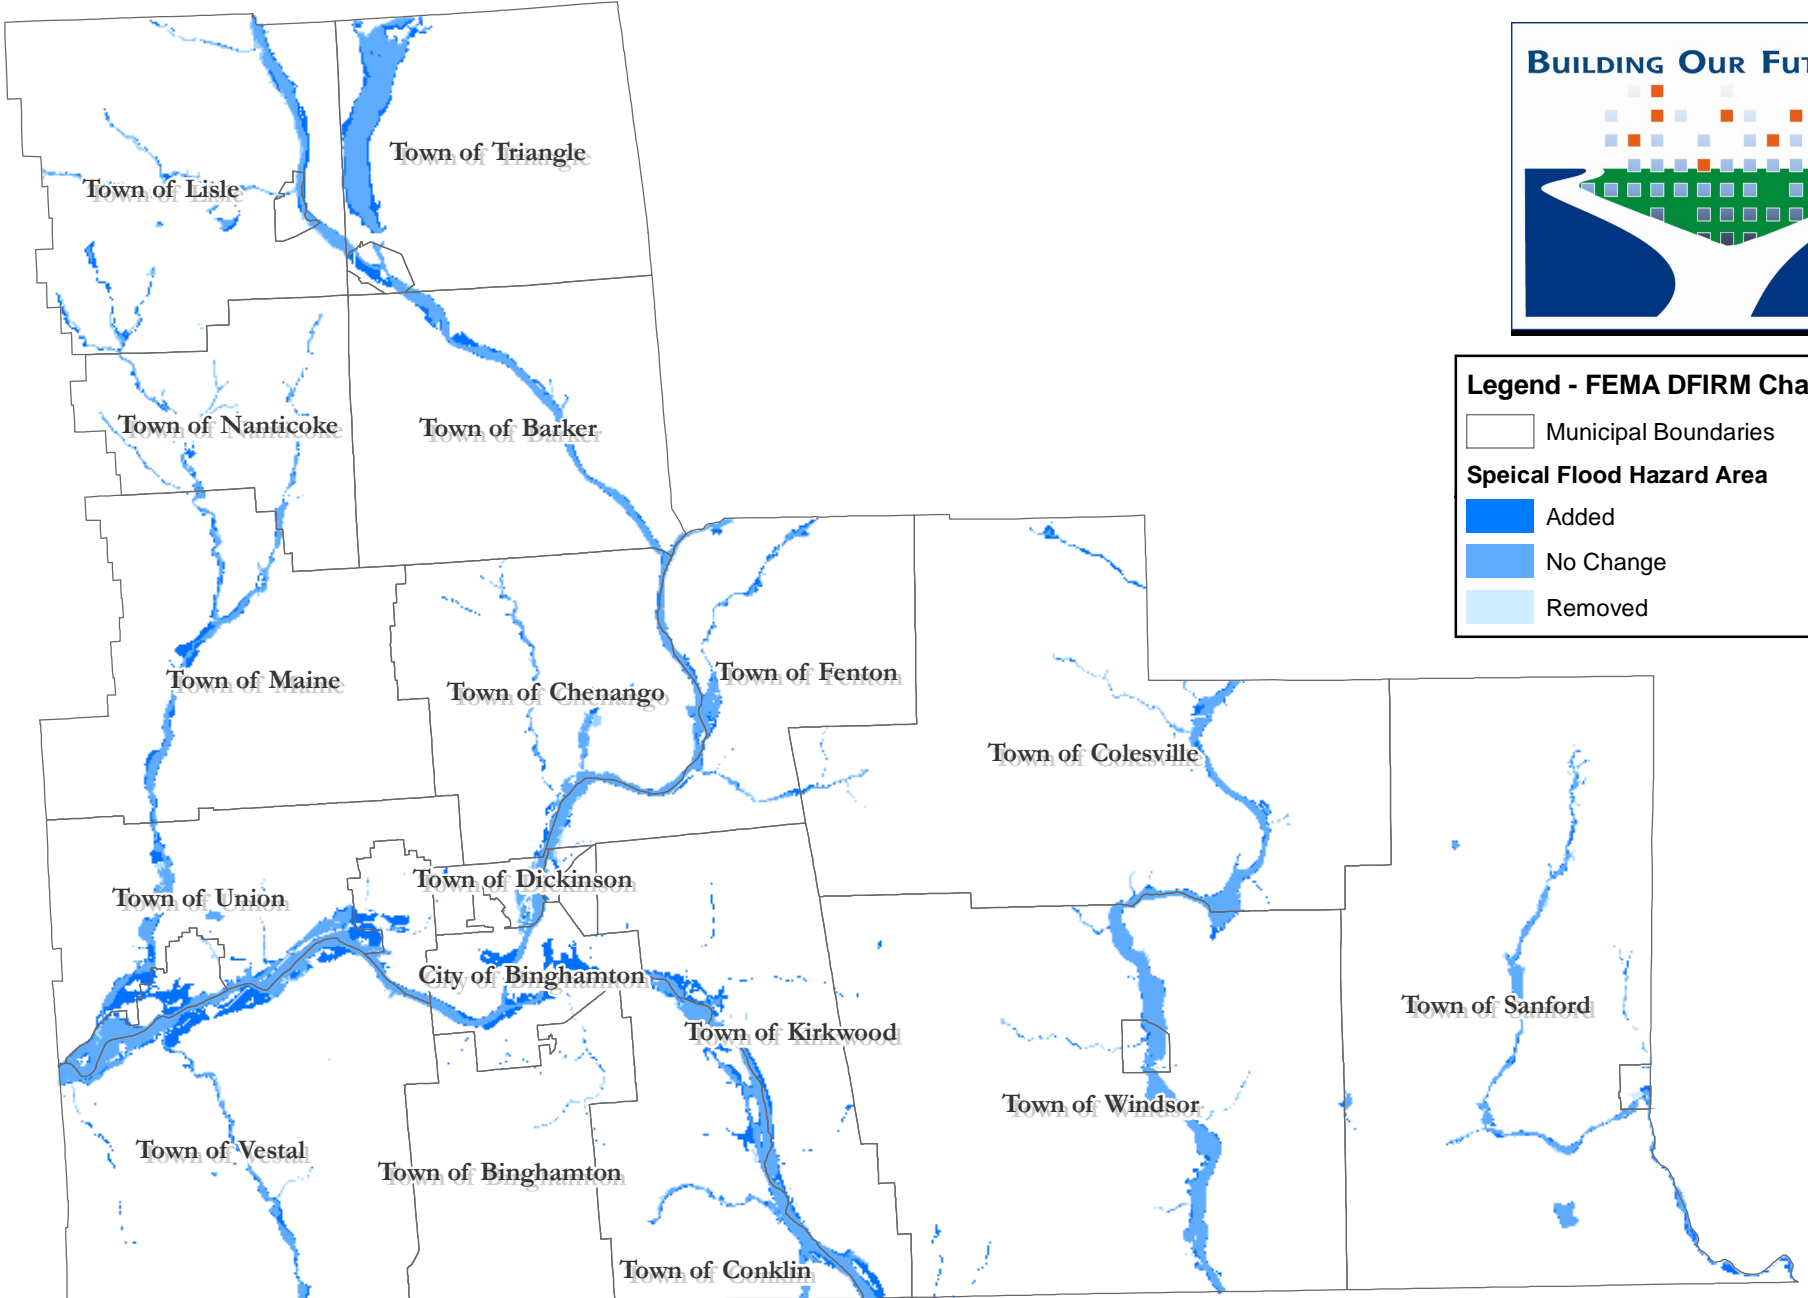 BUILDING OUR FUT
Legend - FEMA DFIRM Cha
Municipal Boundaries
Speical Flood Hazard Area
Added
No Change
Removed
Town of Triangle
Town of Lisle
Town of Nanticoke
Town of Barker
Town of Maine
Town of Chenango
Town of Fenton
Town of Colesville
Town of Union
Town of Dickinson
City of Binghamton
Town of Kirkwood
Town of Sanford
Town of Windsor
Town of Vestal
Town of Binghamton
Town of Conklin